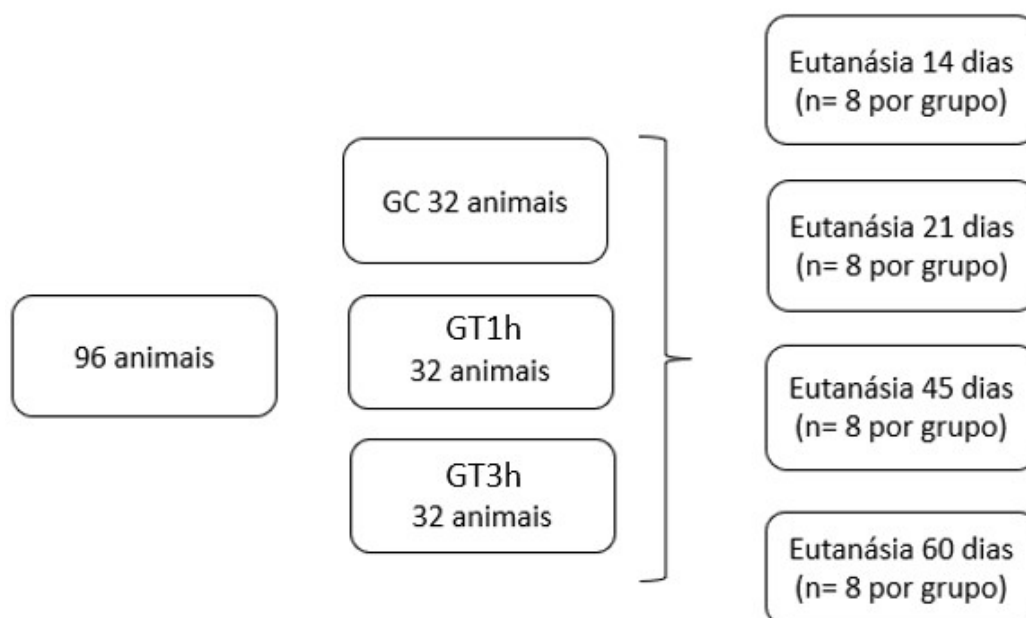 96 animais
GC 32 animais
GT1h
32 animais
GT3h
32 animais
Eutanásia 14 dias
(n= 8 por grupo)
Eutanásia 21 dias
(n= 8 por grupo)
Eutanásia 45 dias
(n= 8 por grupo)
Eutanásia 60 dias
(n= 8 por grupo)